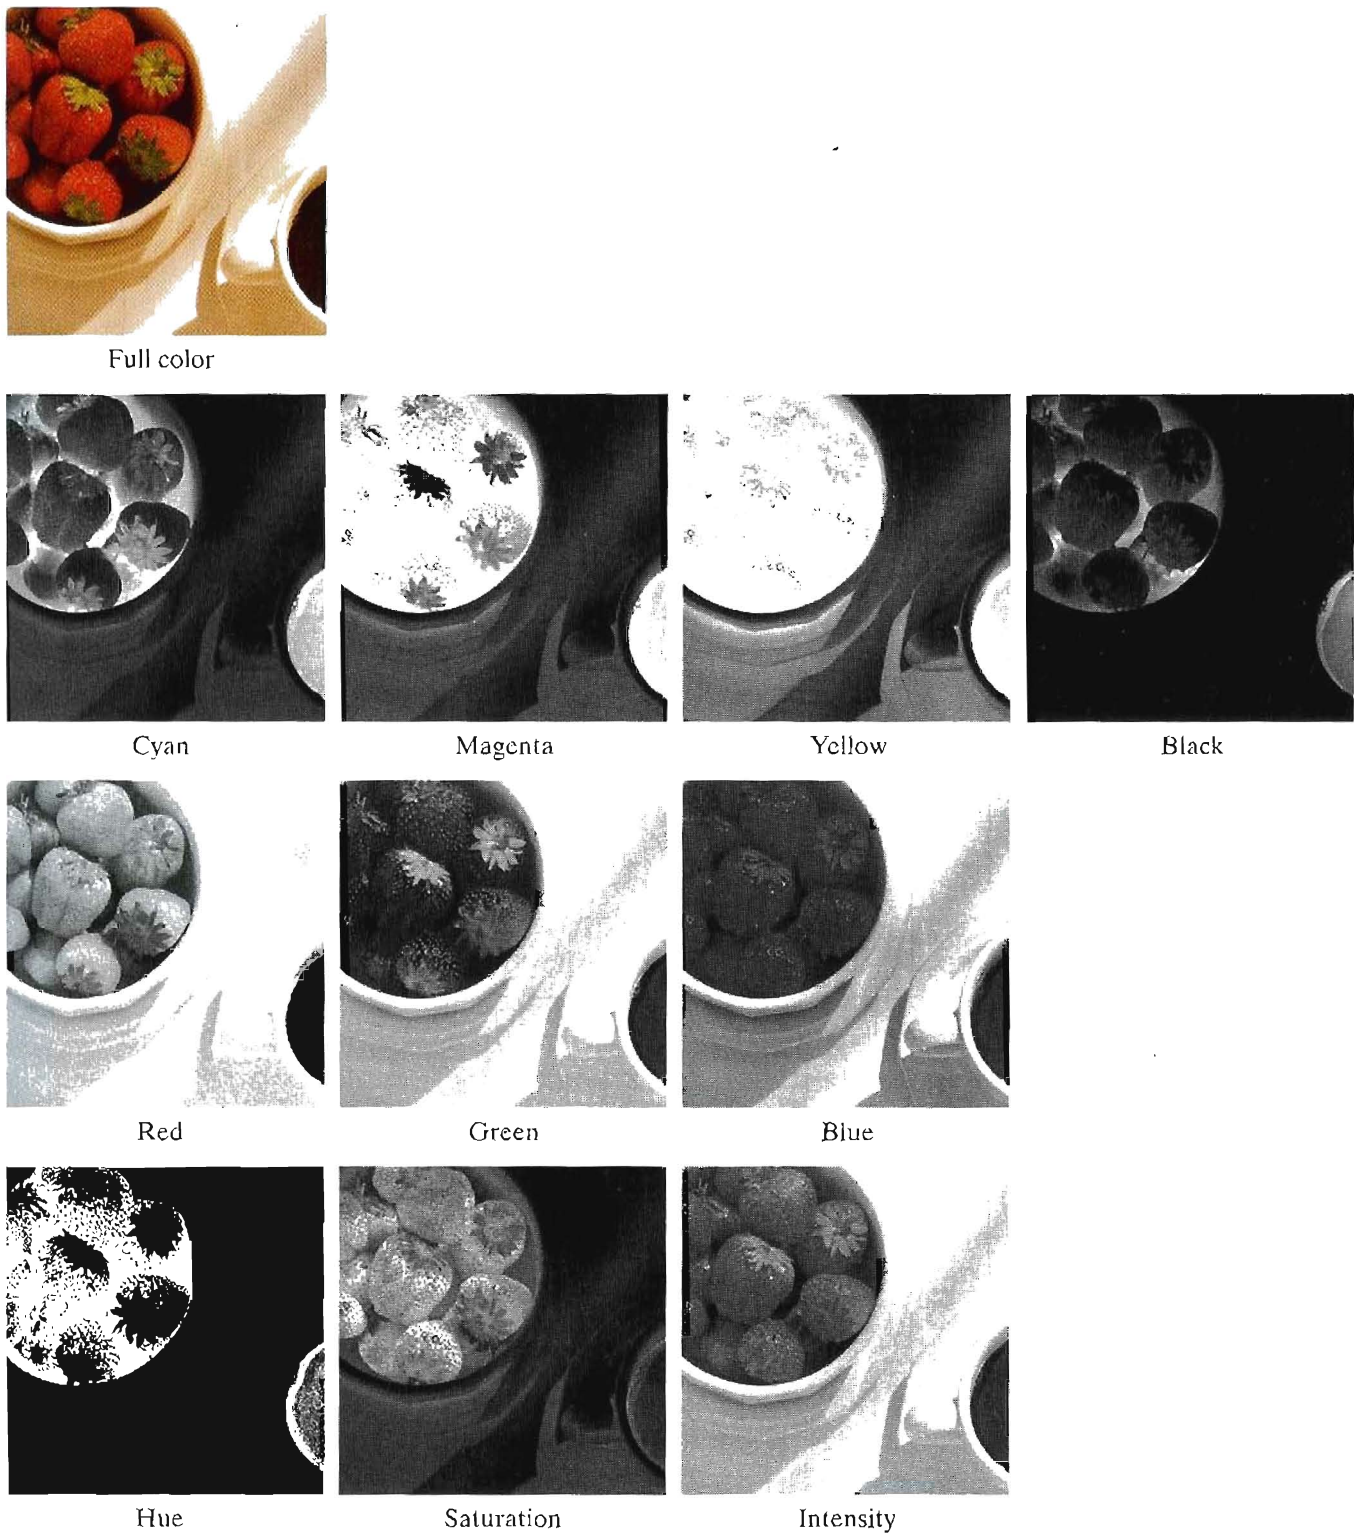 Full color
Cyan
Magenta
Yellow
Black
Red
Green
Blue
Hue
Saturation
Intensity